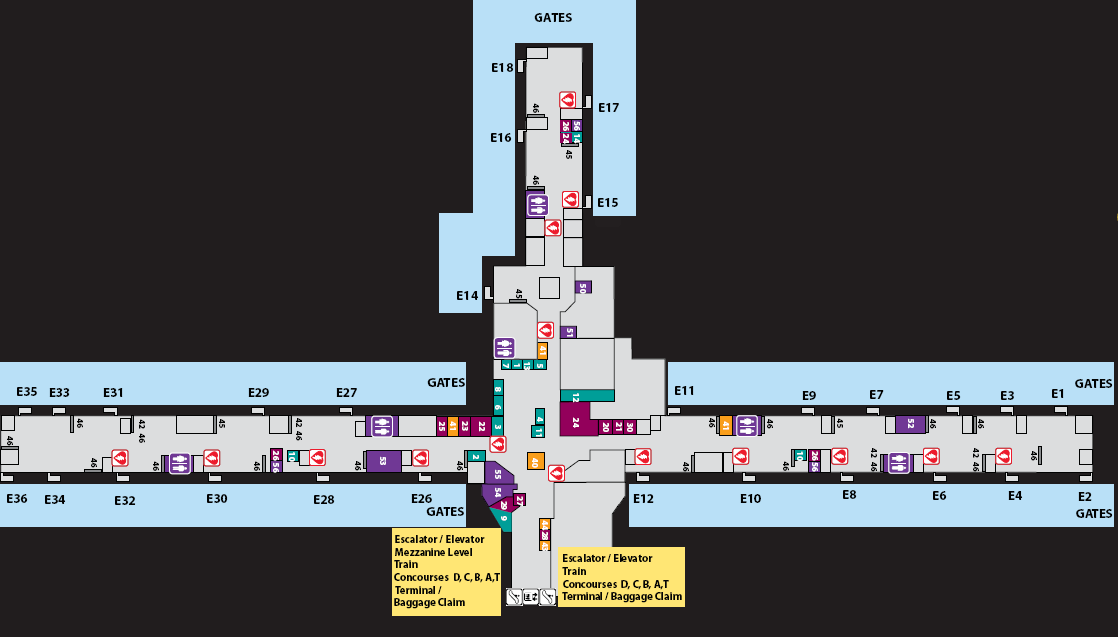 GATES
E18
E17
46
26 56
24 14
E16
45
46
E15
E14
45
50
51
41
7 1 5
GATES
GATES
E35 E33 E31 E29 E27
E11 E9 E7 E5 E3 E1
8
6
3
4
11
12
24
20 21 30
46 42 46 45 42 46
25 41 23 22
46 41 46 45 52 46 46
46 46 46 26 56 10 46 53 46 2
40
46 46 10 26 56 42 46 42 46 46
55
54
27
29
9
E36 E34 E32 E30 E28 E26
E12 E10 E8 E6 E4 E2
GATES
GATES
Escalator / Elevator
Mezzanine Level
Train
Concourses D, C, B, A,T
Terminal /
Baggage Claim
Escalator / Elevator
Train
Concourses D, C, B, A,T
Terminal / Baggage Claim